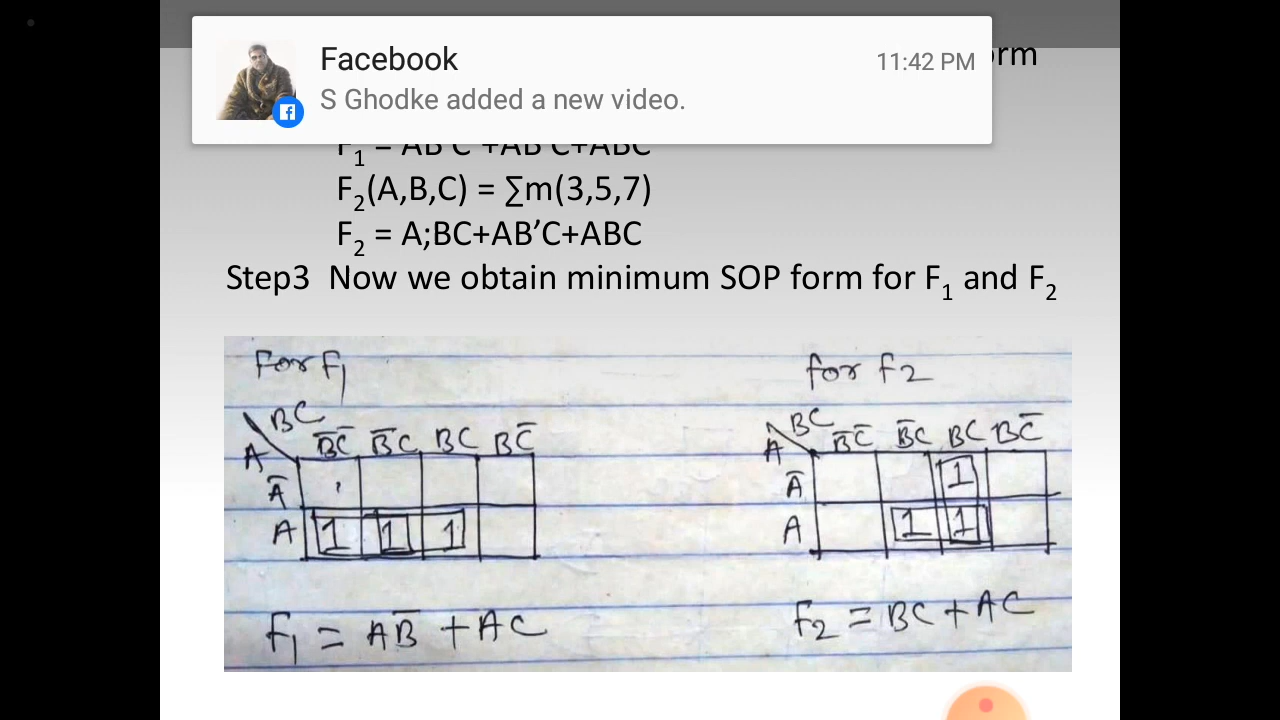 Facebook 11:42 PM
S Ghodke added a new video.
F₂(A,B,C) = ∑m(3,5,7)
F₂ = A;BC+AB’C+ABC
Step3 Now we obtain minimum SOP form for F₁ and F₂
For F₁ for F2
BC BC
B̅C̅ B̅C BC BC̅ B̅C̅ B̅C BC BC̅
A A
A̅ A̅ 1
A 1 1 1 A 1 1
F₁ = AB̅ + AC F₂ = BC + AC